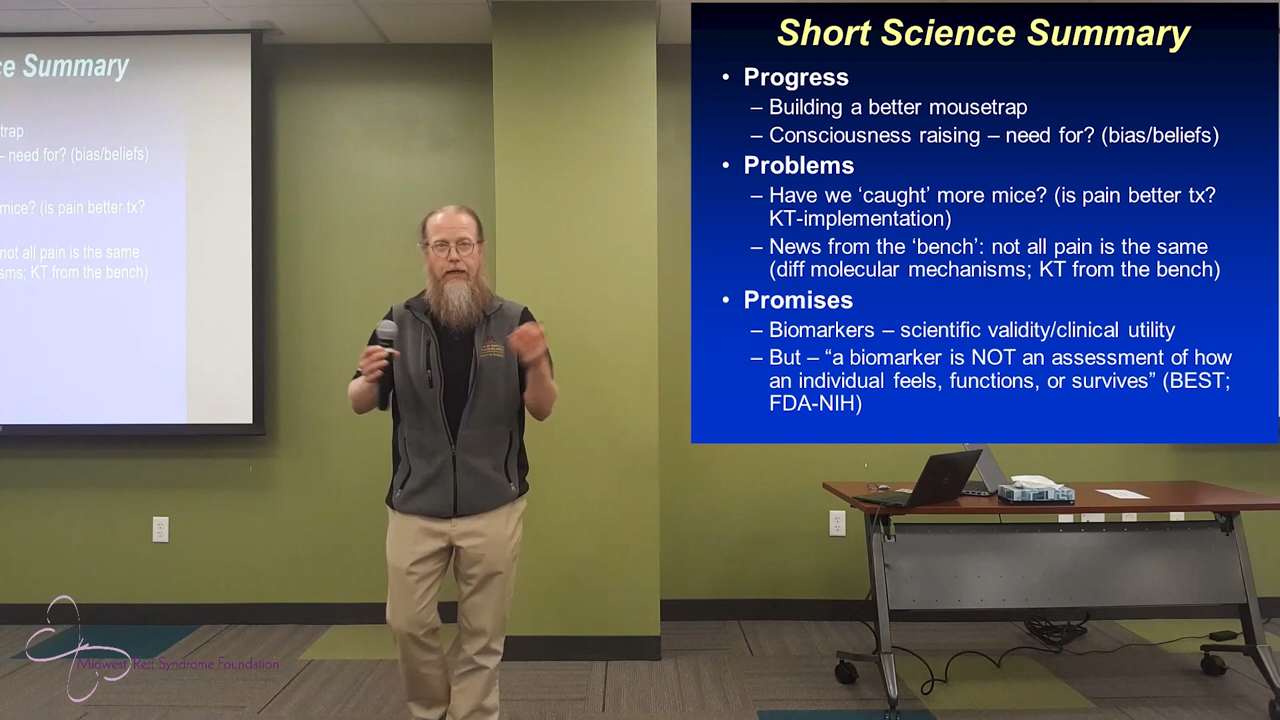 ce Summary
trap
– need for? (bias/beliefs)
mice? (is pain better tx?
not all pain is the same
sms; KT from the bench)
Short Science Summary
• Progress
– Building a better mousetrap
– Consciousness raising – need for? (bias/beliefs)
• Problems
– Have we ‘caught’ more mice? (is pain better tx?
KT-implementation)
– News from the ‘bench’: not all pain is the same
(diff molecular mechanisms; KT from the bench)
• Promises
– Biomarkers – scientific validity/clinical utility
– But – “a biomarker is NOT an assessment of how
an individual feels, functions, or survives” (BEST;
FDA-NIH)
Midwest Rett Syndrome Foundation